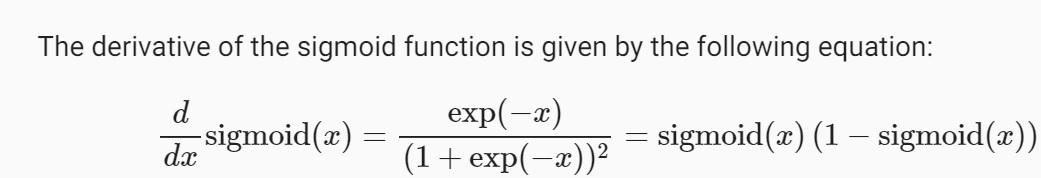 The derivative of the sigmoid function is given by the following equation:
d/dx sigmoid(x) = exp(−x)/(1 + exp(−x))² = sigmoid(x) (1 − sigmoid(x))